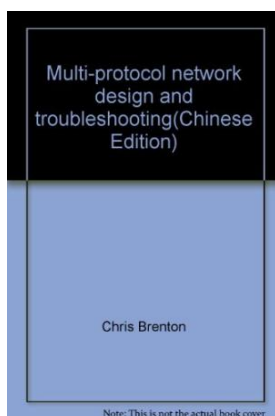 Multi-protocol network
design and
troubleshooting(Chinese
Edition)
Chris Brenton
Note: This is not the actual book cover